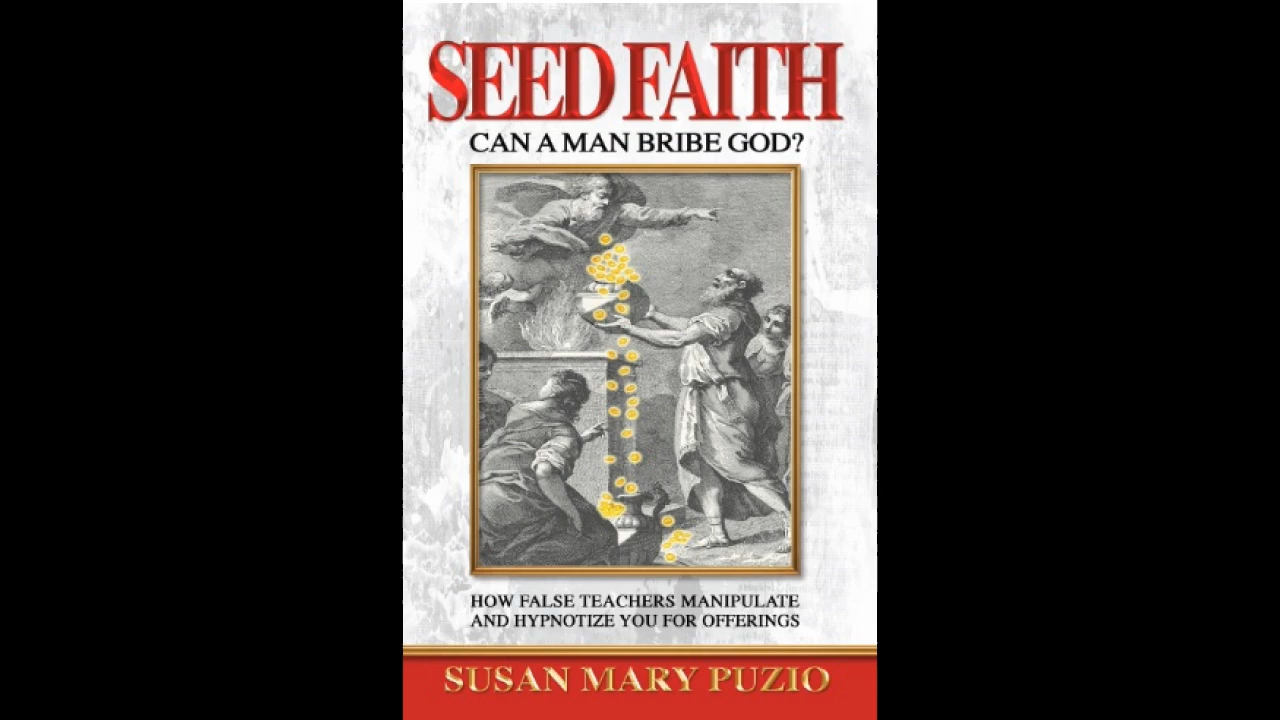 SEED FAITH
CAN A MAN BRIBE GOD?
HOW FALSE TEACHERS MANIPULATE
AND HYPNOTIZE YOU FOR OFFERINGS
SUSAN MARY PUZIO